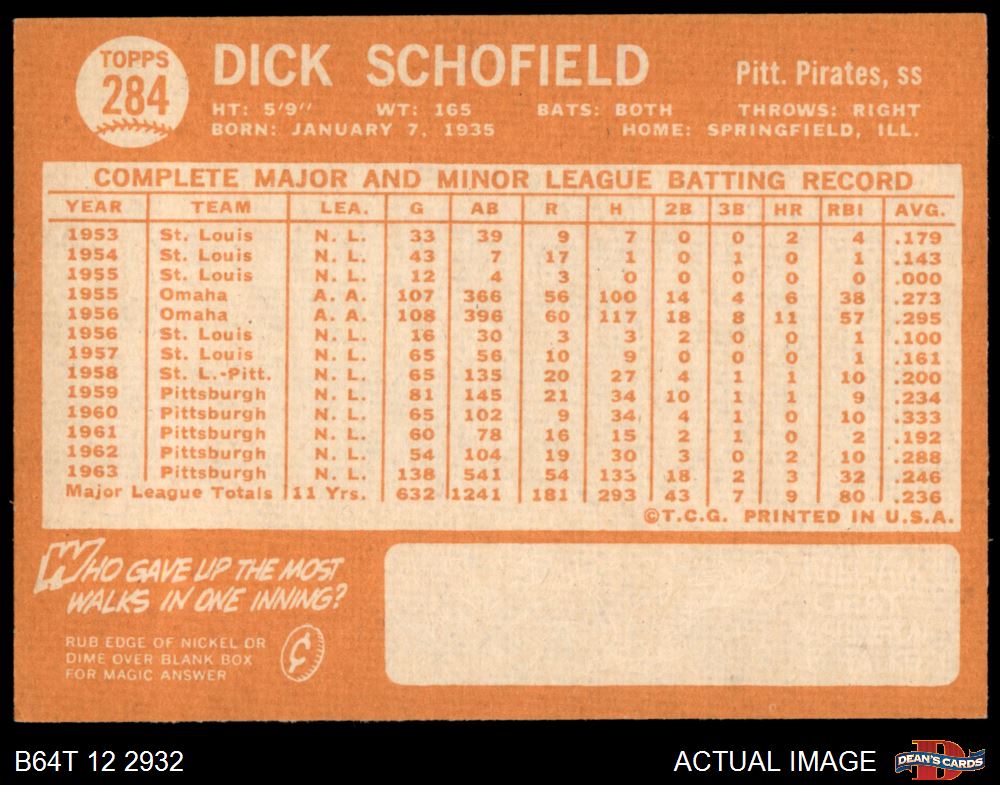 TOPPS
284
DICK SCHOFIELD
Pitt. Pirates, ss
HT: 5'9" WT: 165 BATS: BOTH THROWS: RIGHT
BORN: JANUARY 7, 1935 HOME: SPRINGFIELD, ILL.
COMPLETE MAJOR AND MINOR LEAGUE BATTING RECORD
YEAR TEAM LEA. G AB R H 2B 3B HR RBI AVG.
1953 St. Louis N. L. 33 39 9 7 0 0 2 4 .179
1954 St. Louis N. L. 43 7 17 1 0 1 0 1 .143
1955 St. Louis N. L. 12 4 3 0 0 0 0 0 .000
1955 Omaha A. A. 107 366 56 100 14 4 6 38 .273
1956 Omaha A. A. 108 396 60 117 18 8 11 57 .295
1956 St. Louis N. L. 16 30 3 3 2 0 0 1 .100
1957 St. Louis N. L. 65 56 10 9 0 0 0 1 .161
1958 St. L.-Pitt. N. L. 65 135 20 27 4 1 1 10 .200
1959 Pittsburgh N. L. 81 145 21 34 10 1 1 9 .234
1960 Pittsburgh N. L. 65 102 9 34 4 1 0 10 .333
1961 Pittsburgh N. L. 60 78 16 15 2 1 0 2 .192
1962 Pittsburgh N. L. 54 104 19 30 3 0 2 10 .288
1963 Pittsburgh N. L. 138 541 54 133 18 2 3 32 .246
Major League Totals 11 Yrs. 632 1241 181 293 43 7 9 80 .236
©T.C.G. PRINTED IN U.S.A.
WHO GAVE UP THE MOST
WALKS IN ONE INNING?
RUB EDGE OF NICKEL OR
DIME OVER BLANK BOX
FOR MAGIC ANSWER
¢
B64T 12 2932
ACTUAL IMAGE
D
DEAN'S CARDS